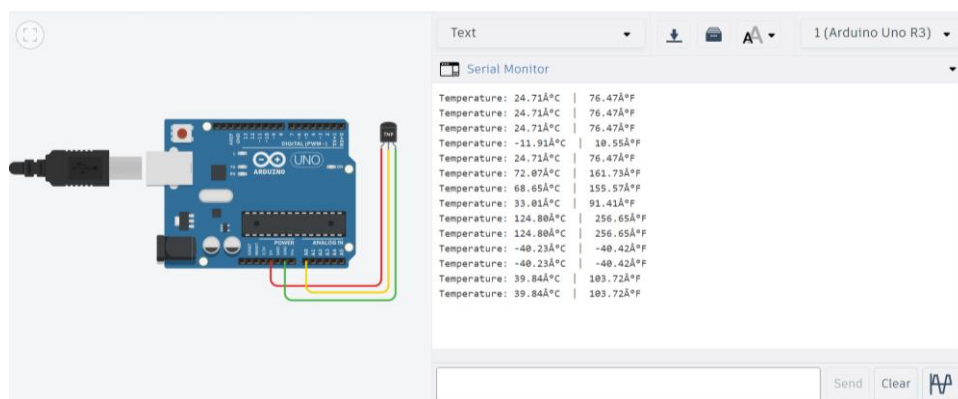 Text
1 (Arduino Uno R3)
Serial Monitor
Temperature: 24.71Â°C | 76.47Â°F
Temperature: 24.71Â°C | 76.47Â°F
Temperature: 24.71Â°C | 76.47Â°F
Temperature: -11.91Â°C | 10.55Â°F
Temperature: 24.71Â°C | 76.47Â°F
Temperature: 72.07Â°C | 161.73Â°F
Temperature: 68.65Â°C | 155.57Â°F
Temperature: 33.01Â°C | 91.41Â°F
Temperature: 124.80Â°C | 256.65Â°F
Temperature: 124.80Â°C | 256.65Â°F
Temperature: -40.23Â°C | -40.42Â°F
Temperature: -40.23Â°C | -40.42Â°F
Temperature: 39.84Â°C | 103.72Â°F
Temperature: 39.84Â°C | 103.72Â°F
TMP
DIGITAL (PWM~)
UNO
ARDUINO
POWER
ANALOG IN
Send
Clear